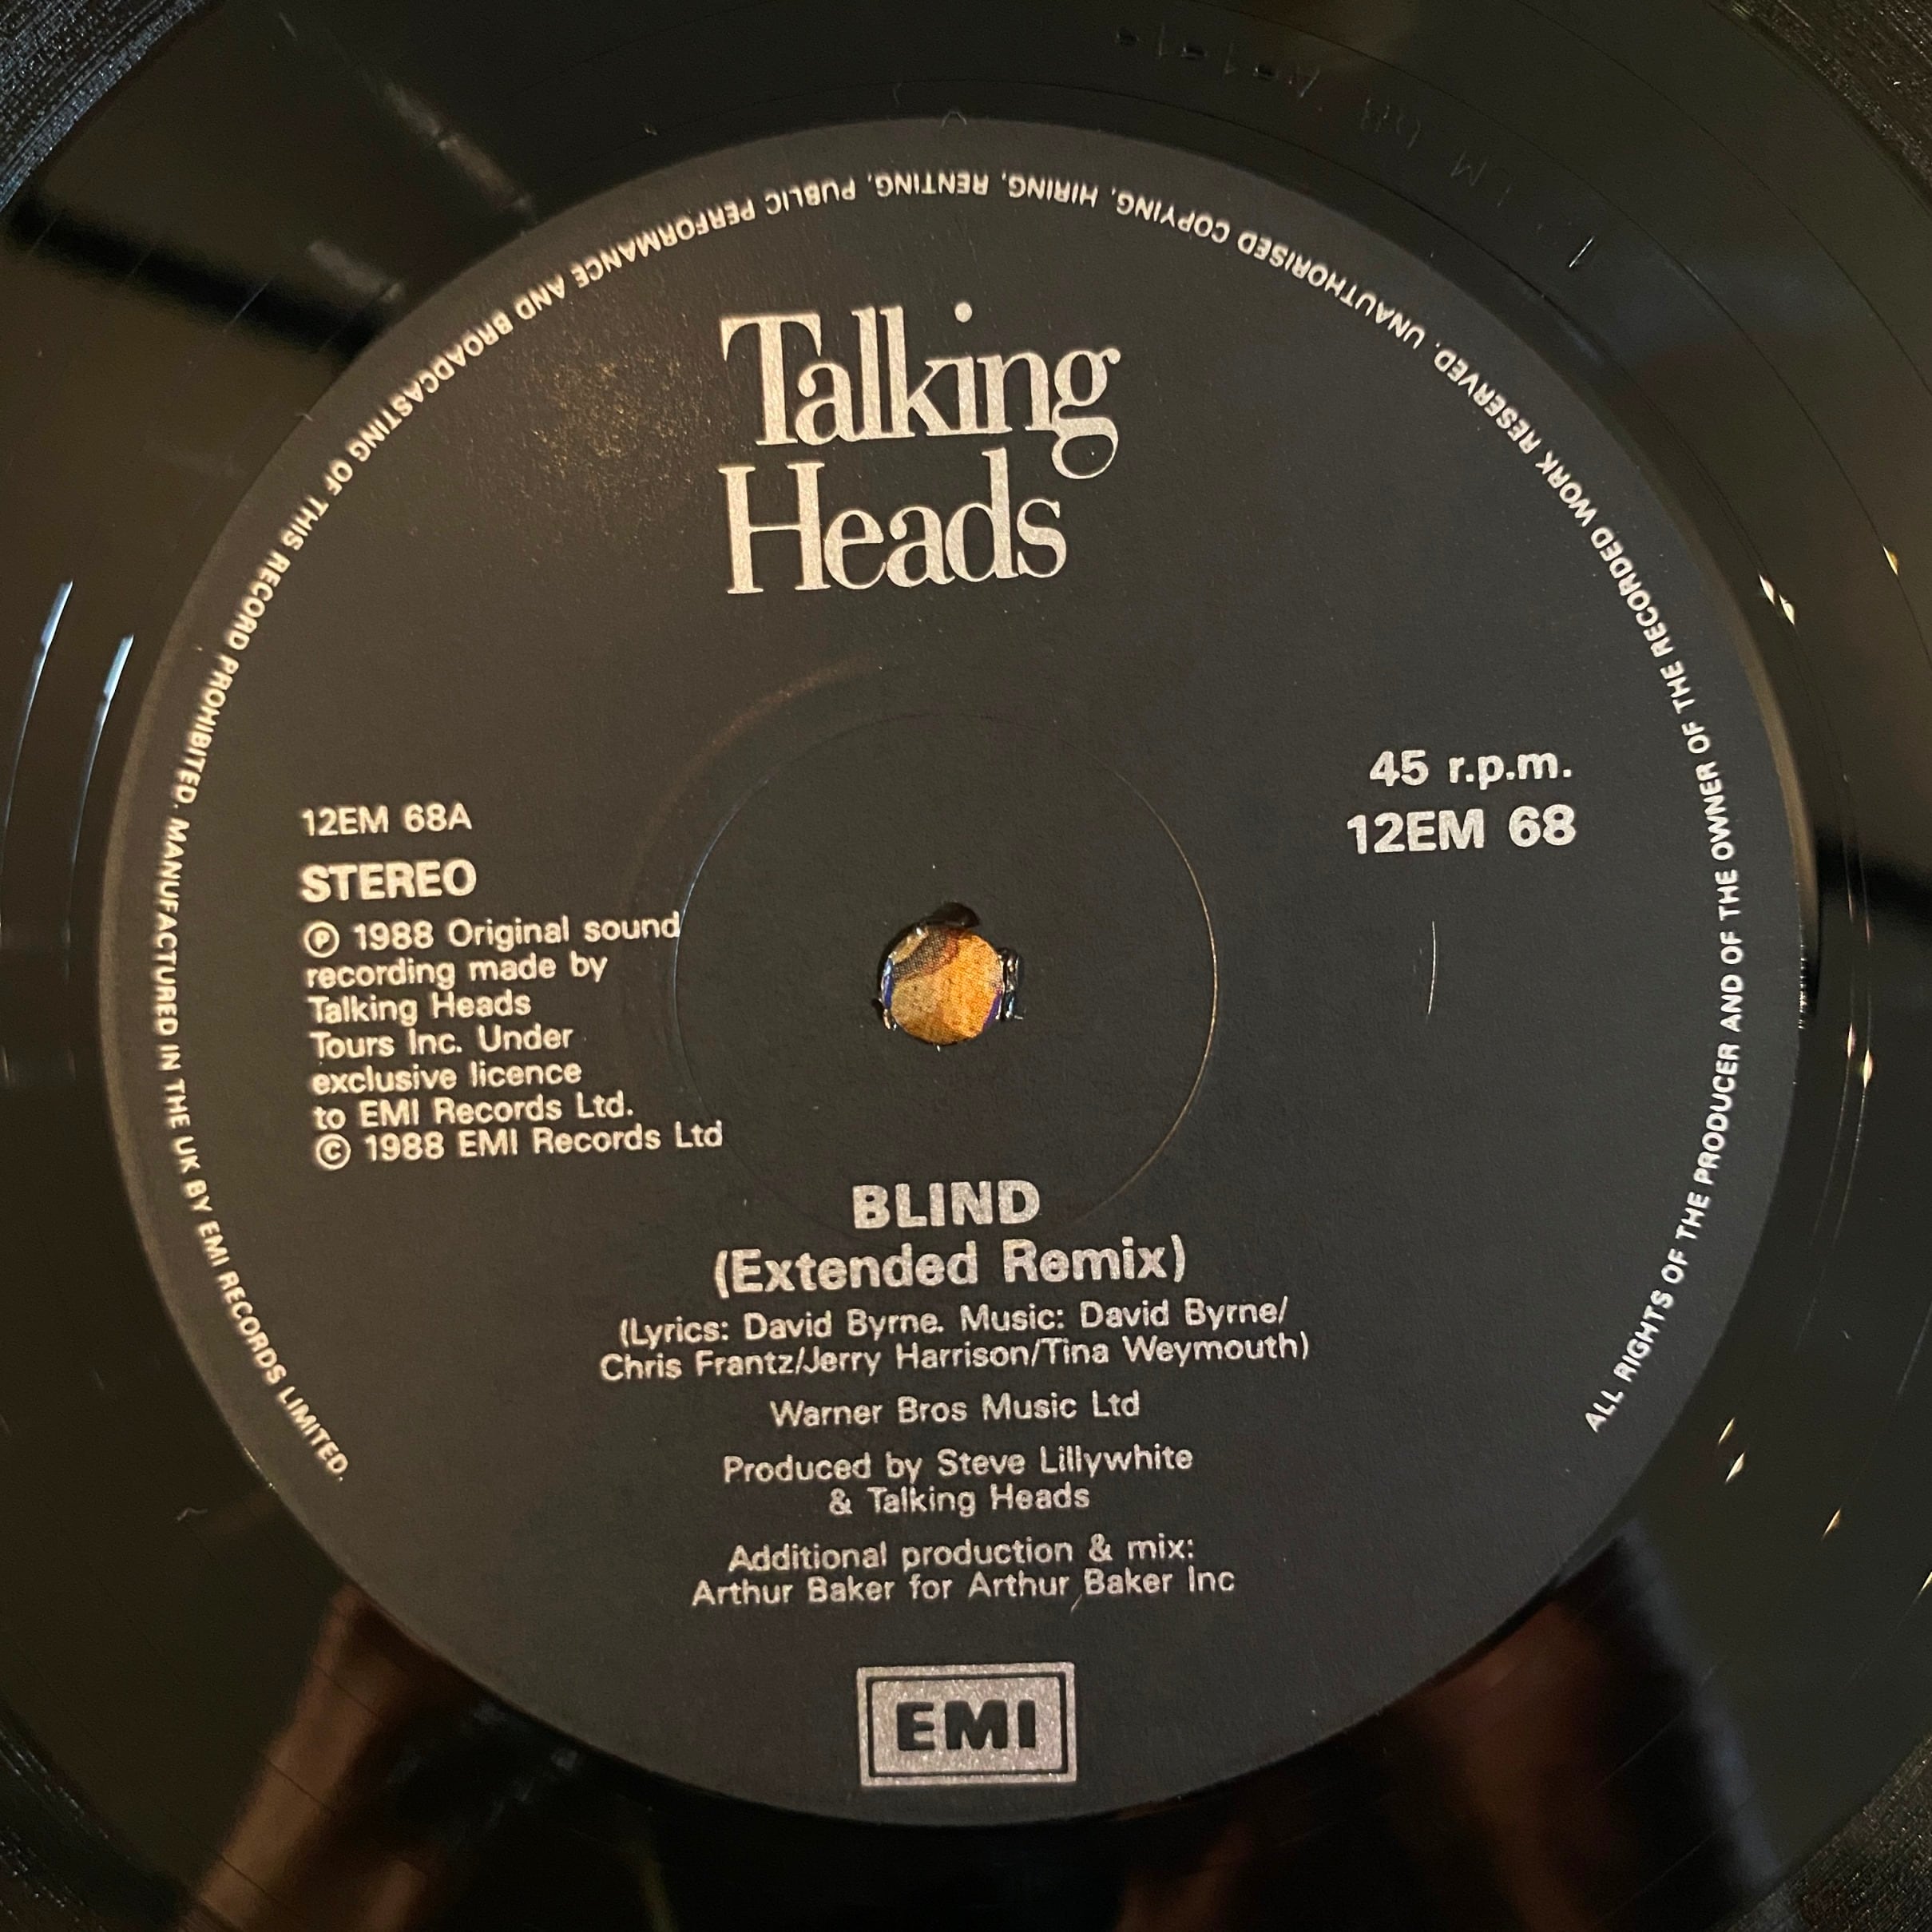 Talking
Heads
45 r.p.m.
12EM 68
12EM 68A
STEREO
Ⓟ 1988 Original sound
recording made by
Talking Heads
Tours Inc. Under
exclusive licence
to EMI Records Ltd.
© 1988 EMI Records Ltd
BLIND
(Extended Remix)
(Lyrics: David Byrne. Music: David Byrne/
Chris Frantz/Jerry Harrison/Tina Weymouth)
Warner Bros Music Ltd
Produced by Steve Lillywhite
& Talking Heads
Additional production & mix:
Arthur Baker for Arthur Baker Inc
EMI
ALL RIGHTS OF THE PRODUCER AND OF THE OWNER OF THE RECORDED WORK RESERVED. UNAUTHORISED COPYING, HIRING, RENTING, PUBLIC PERFORMANCE AND BROADCASTING OF THIS RECORD PROHIBITED. MANUFACTURED IN THE UK BY EMI RECORDS LIMITED.